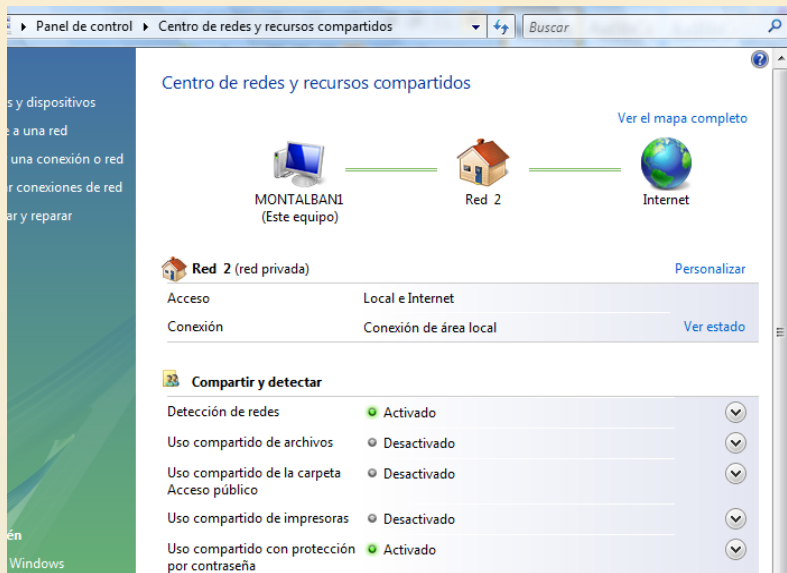 Panel de control Centro de redes y recursos compartidos Buscar
Centro de redes y recursos compartidos
Ver el mapa completo
MONTALBAN1 Red 2 Internet
(Este equipo)
Red 2 (red privada) Personalizar
Acceso Local e Internet
Conexión Conexión de área local Ver estado
Compartir y detectar
Detección de redes Activado
Uso compartido de archivos Desactivado
Uso compartido de la carpeta Desactivado
Acceso público
Uso compartido de impresoras Desactivado
Uso compartido con protección Activado
por contraseña
s y dispositivos
e a una red
una conexión o red
r conexiones de red
ar y reparar
én
Windows